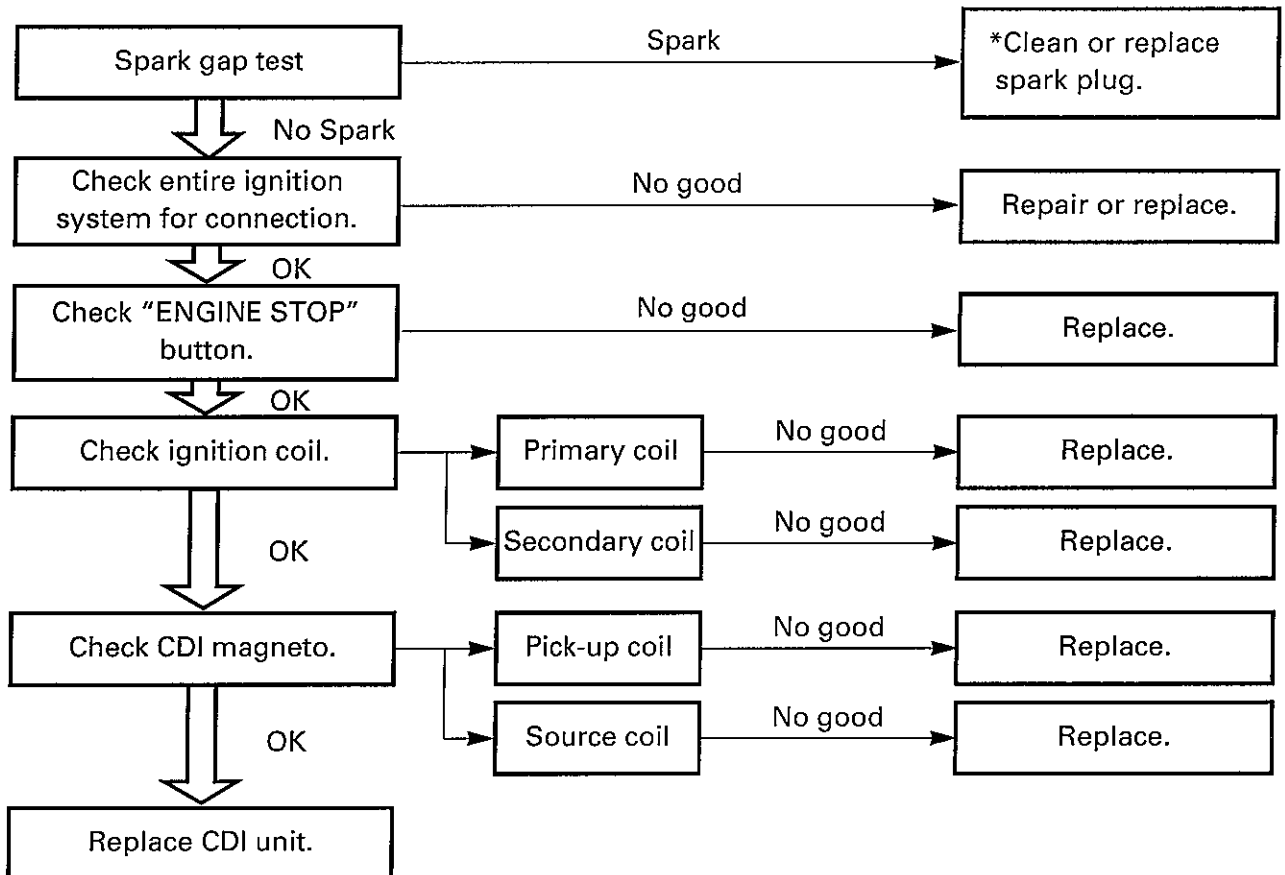 Spark gap test
Spark
*Clean or replace
spark plug.
No Spark
Check entire ignition
system for connection.
No good
Repair or replace.
OK
Check "ENGINE STOP"
button.
No good
Replace.
OK
Check ignition coil.
Primary coil
No good
Replace.
Secondary coil
No good
Replace.
OK
Check CDI magneto.
Pick-up coil
No good
Replace.
Source coil
No good
Replace.
OK
Replace CDI unit.